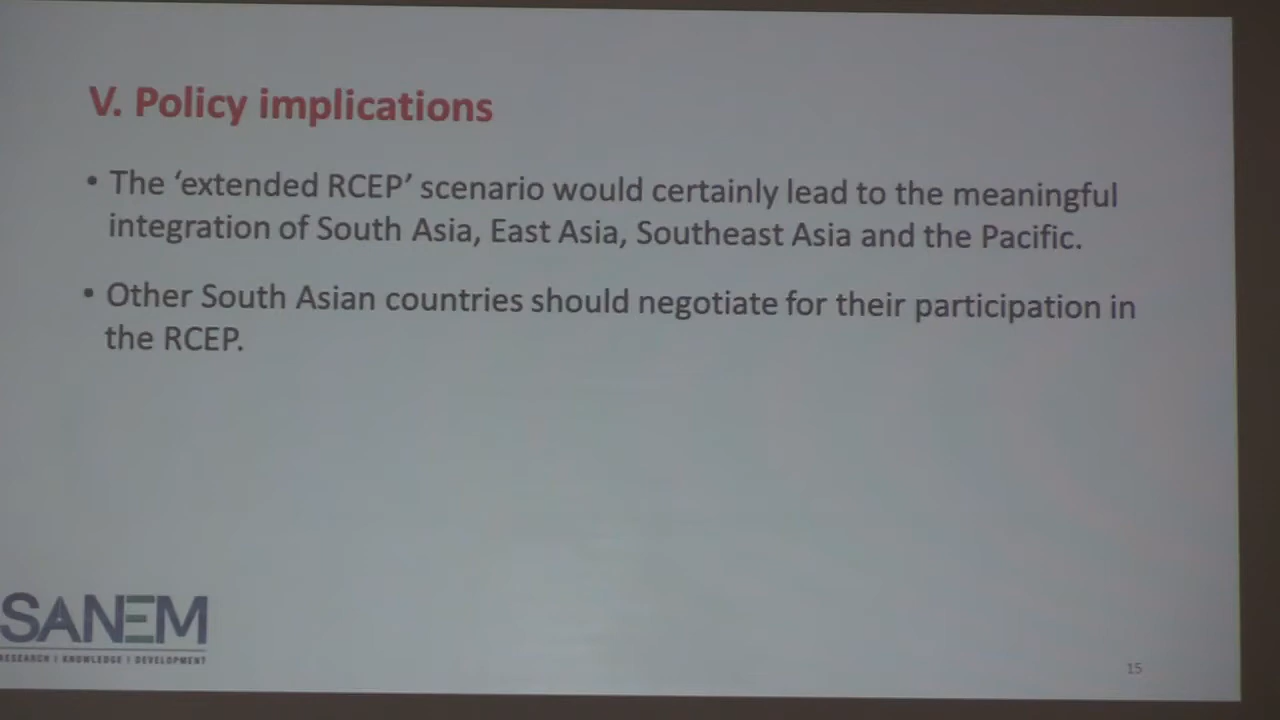 V. Policy implications
• The ‘extended RCEP’ scenario would certainly lead to the meaningful
integration of South Asia, East Asia, Southeast Asia and the Pacific.
• Other South Asian countries should negotiate for their participation in
the RCEP.
SANEM
RESEARCH | KNOWLEDGE | DEVELOPMENT
15